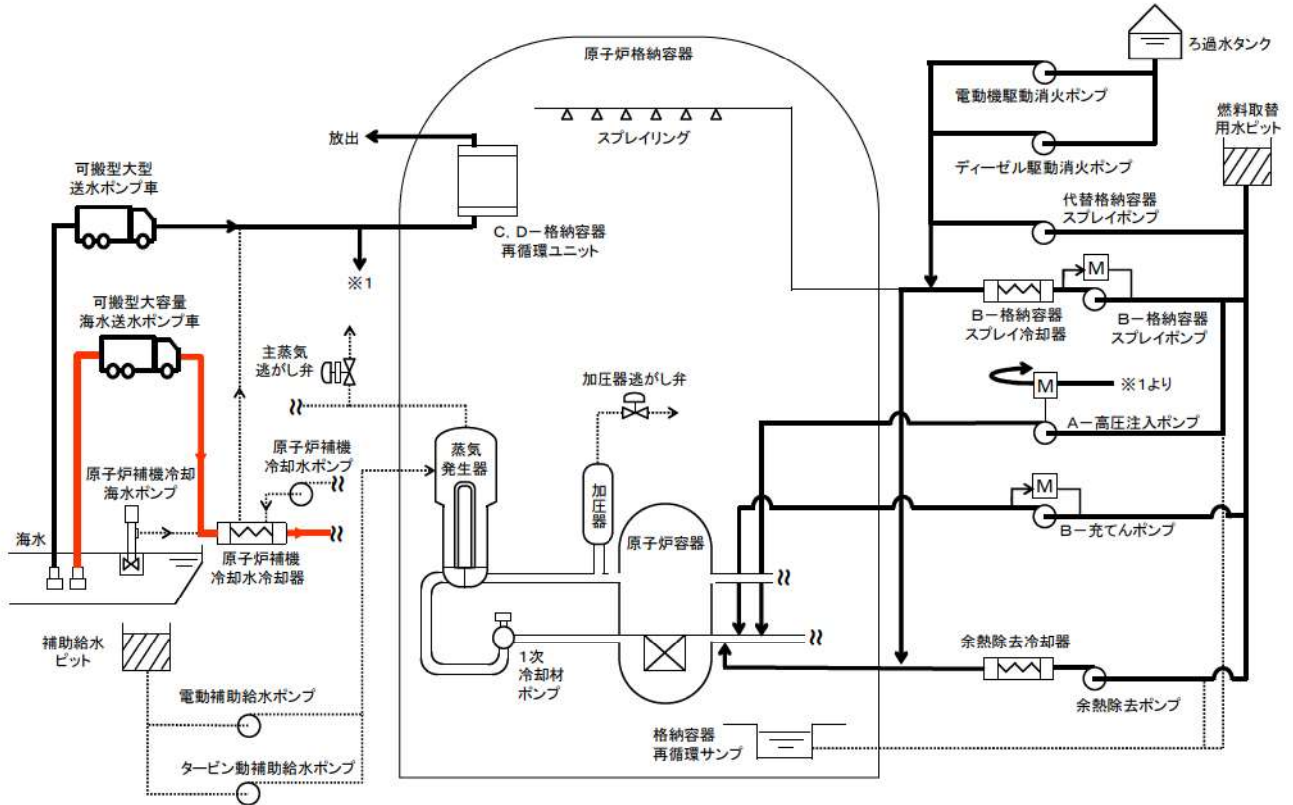 原子炉格納容器
ろ過水タンク
電動機駆動消火ポンプ
燃料取替
用水ピット
放出
スプレイリング
ディーゼル駆動消火ポンプ
可搬型大型
送水ポンプ車
代替格納容器
スプレイポンプ
C, D-格納容器
再循環ユニット
M
※1
B-格納容器
スプレイ冷却器
B-格納容器
スプレイポンプ
可搬型大容量
海水送水ポンプ車
主蒸気
逃がし弁
加圧器逃がし弁
M
※1より
A-高圧注入ポンプ
蒸気
発生器
原子炉補機
冷却水ポンプ
原子炉補機冷却
海水ポンプ
加圧器
M
B-充てんポンプ
原子炉容器
海水
原子炉補機
冷却水冷却器
補助給水
ピット
1次
冷却材
ポンプ
余熱除去冷却器
余熱除去ポンプ
電動補助給水ポンプ
格納容器
再循環サンプ
タービン動補助給水ポンプ